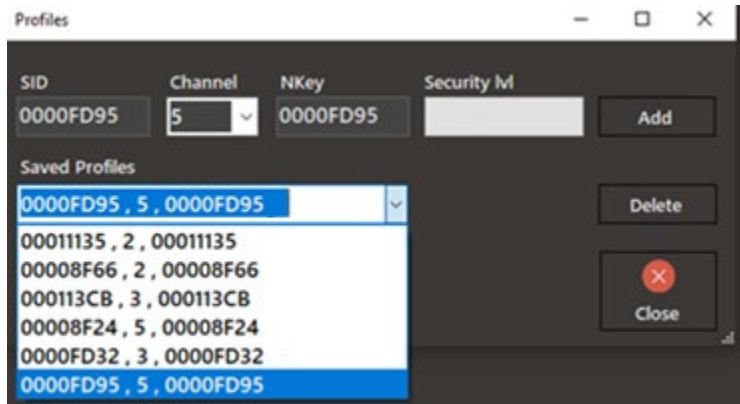 Profiles
SID Channel NKey Security lvl
0000FD95 5 0000FD95 Add
Saved Profiles
0000FD95 , 5 , 0000FD95 Delete
00011135 , 2 , 00011135
00008F66 , 2 , 00008F66
000113CB , 3 , 000113CB
00008F24 , 5 , 00008F24
0000FD32 , 3 , 0000FD32
0000FD95 , 5 , 0000FD95
Close